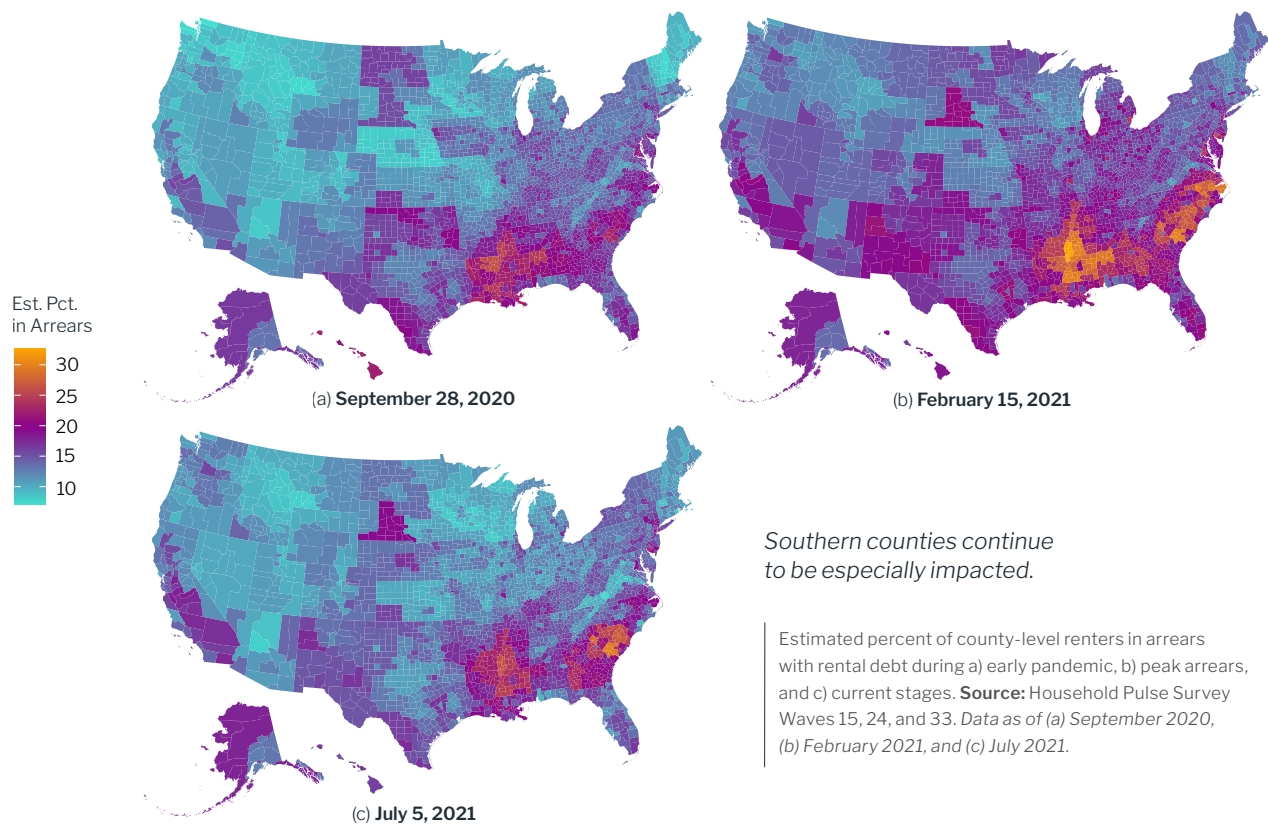 Est. Pct.
in Arrears
30
25
20
15
10
(a) September 28, 2020
(b) February 15, 2021
(c) July 5, 2021
Southern counties continue
to be especially impacted.
Estimated percent of county-level renters in arrears
with rental debt during a) early pandemic, b) peak arrears,
and c) current stages. Source: Household Pulse Survey
Waves 15, 24, and 33. Data as of (a) September 2020,
(b) February 2021, and (c) July 2021.